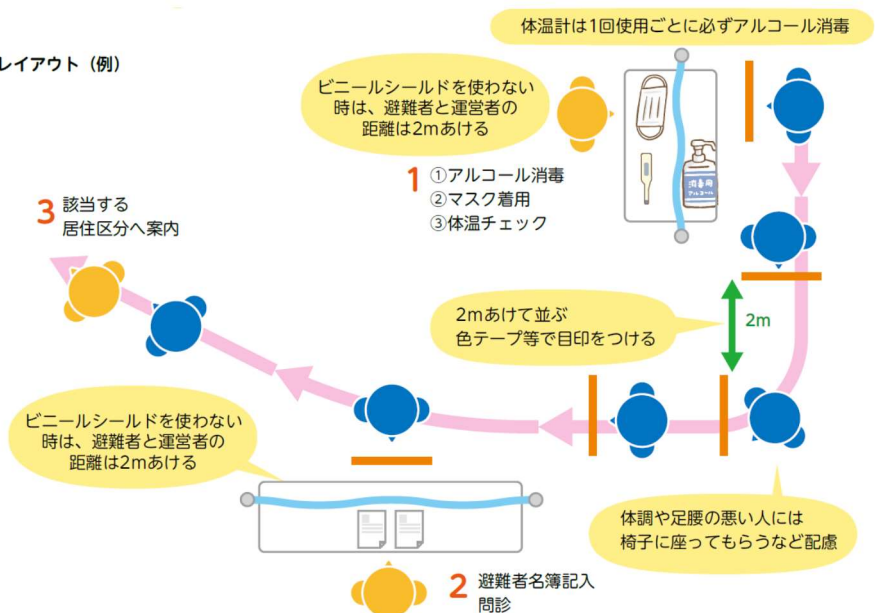 レイアウト（例）
体温計は1回使用ごとに必ずアルコール消毒
ビニールシールドを使わない
時は、避難者と運営者の
距離は2mあける
消毒用
アルコール
1 ①アルコール消毒
②マスク着用
③体温チェック
3 該当する
居住区分へ案内
2mあけて並ぶ
色テープ等で目印をつける
2m
ビニールシールドを使わない
時は、避難者と運営者の
距離は2mあける
体調や足腰の悪い人には
椅子に座ってもらうなど配慮
2 避難者名簿記入
問診